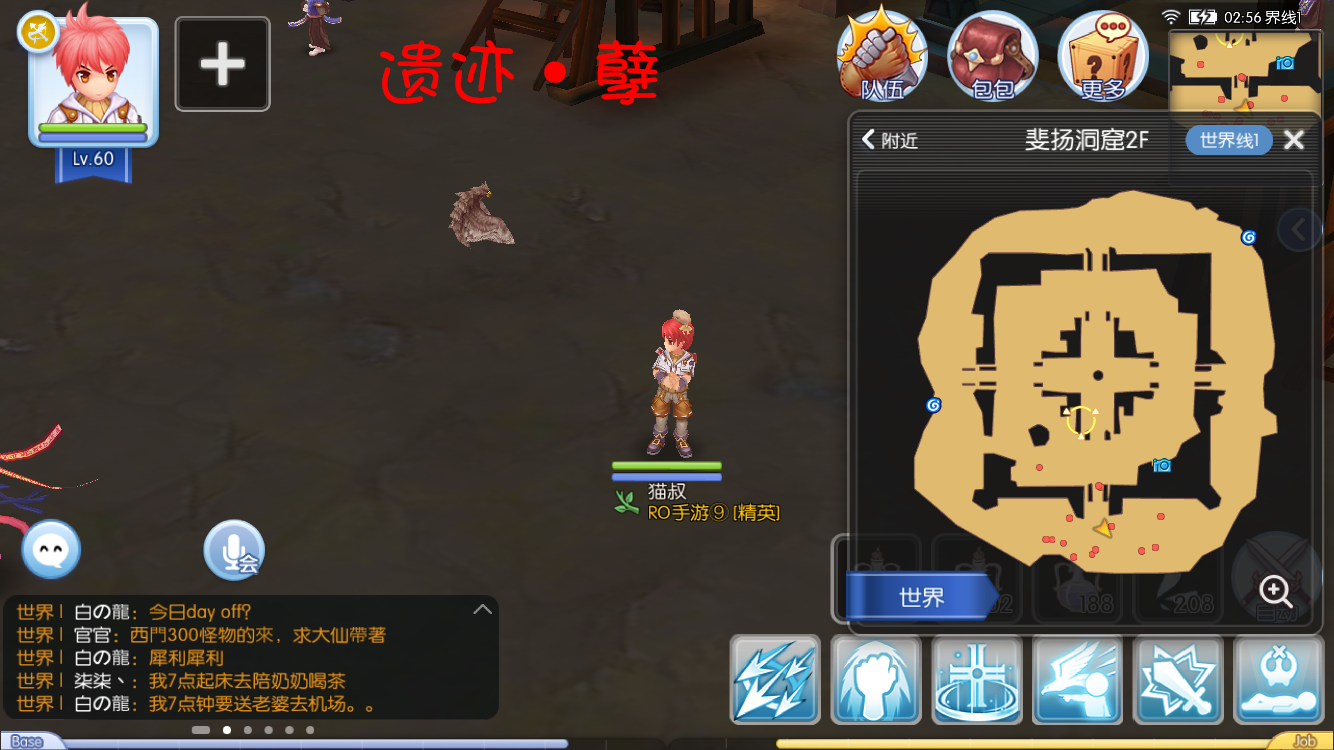 遗迹·孽
Lv.60
队伍
包包
更多
02:56 界线1
附近
斐扬洞窟2F
世界线1
猫叔
RO手游⑨ [精英]
会
世界
188
208
自动
世界 | 白の龍: 今日day off?
世界 | 官官: 西門300怪物的來，求大仙帶著
世界 | 白の龍: 犀利犀利
世界 | 柒柒丶: 我7点起床去陪奶奶喝茶
世界 | 白の龍: 我7点钟要送老婆去机场。。
Base
Job